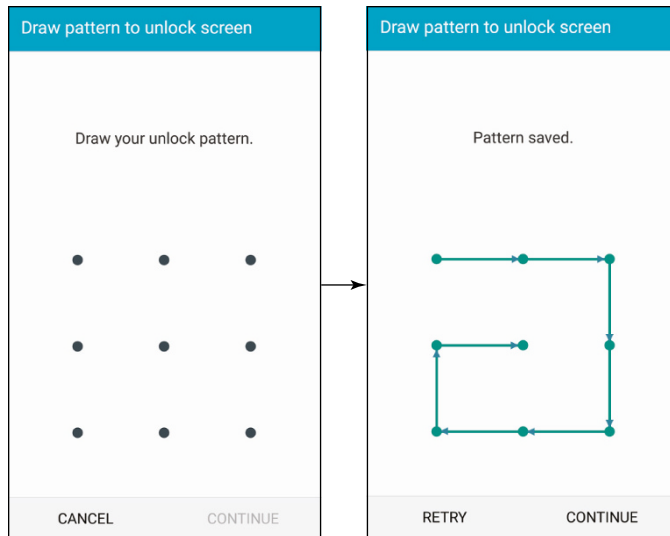 Draw pattern to unlock screen
Draw your unlock pattern.
CANCEL CONTINUE
Draw pattern to unlock screen
Pattern saved.
RETRY CONTINUE